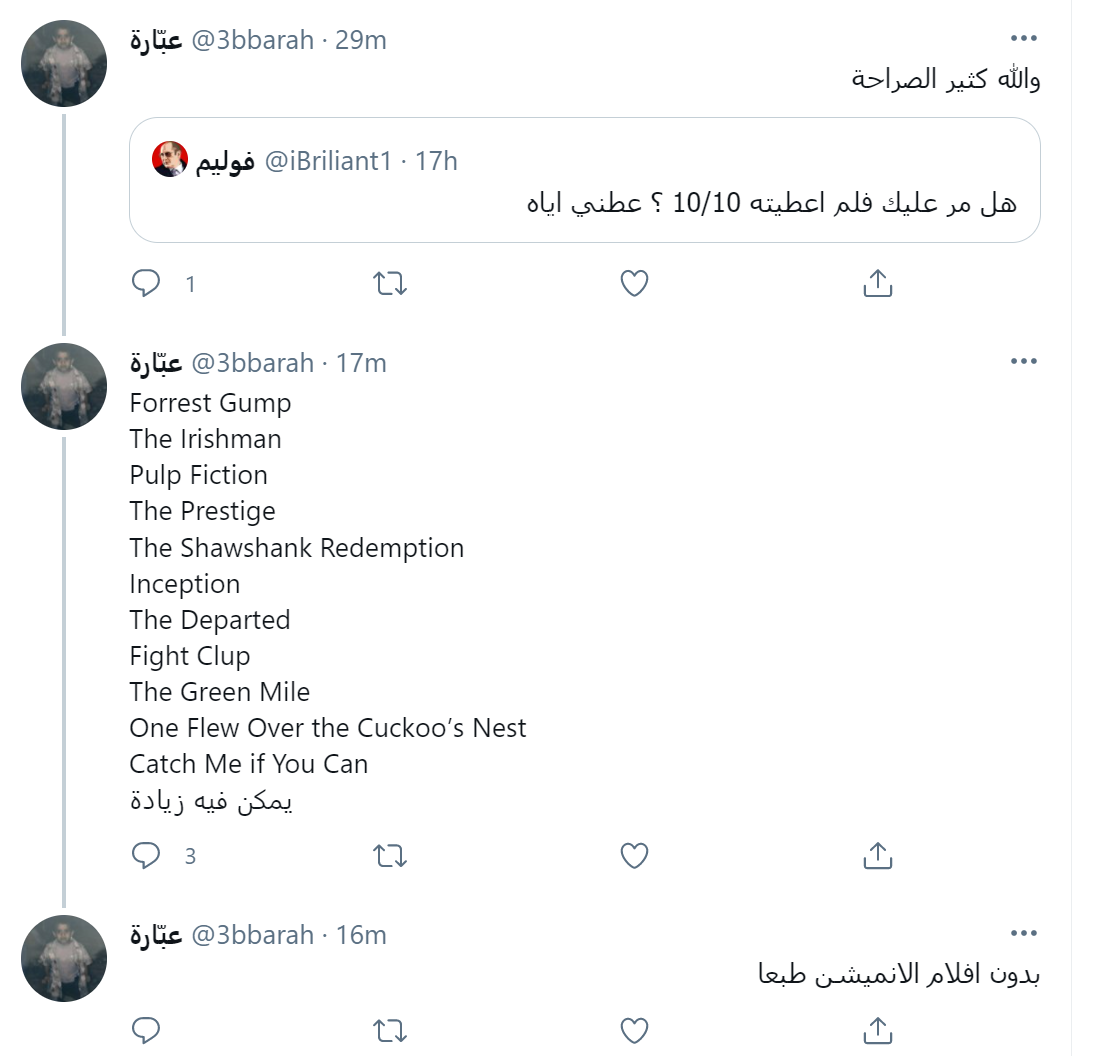 عبّارة @3bbarah · 29m
والله كثير الصراحة
فوليم @iBriliant1 · 17h
هل مر عليك فلم اعطيته 10/10 ؟ عطني اياه
1
عبّارة @3bbarah · 17m
Forrest Gump
The Irishman
Pulp Fiction
The Prestige
The Shawshank Redemption
Inception
The Departed
Fight Clup
The Green Mile
One Flew Over the Cuckoo’s Nest
Catch Me if You Can
يمكن فيه زيادة
3
عبّارة @3bbarah · 16m
بدون افلام الانميشن طبعا